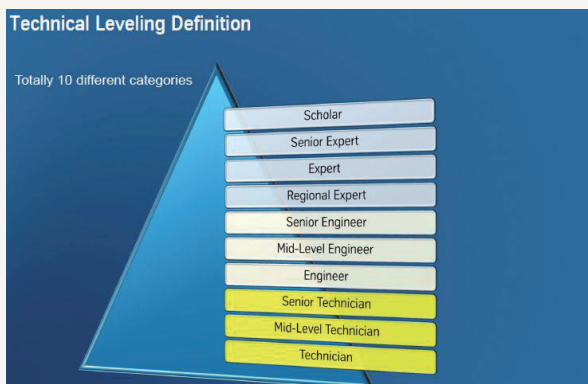 Technical Leveling Definition
Totally 10 different categories
Scholar
Senior Expert
Expert
Regional Expert
Senior Engineer
Mid-Level Engineer
Engineer
Senior Technician
Mid-Level Technician
Technician